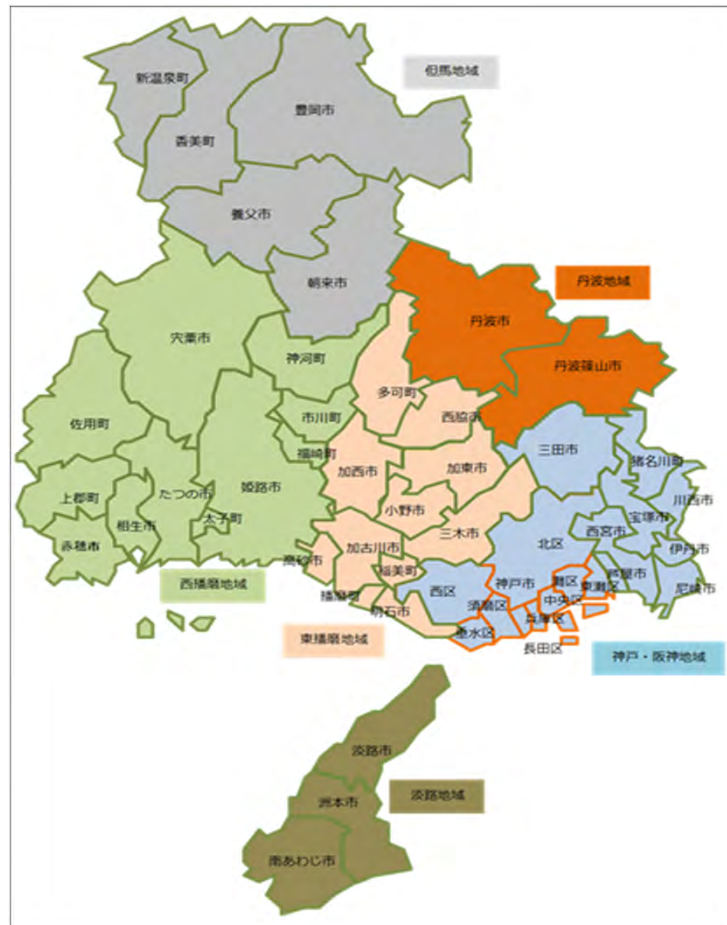 新温泉町
但馬地域
豊岡市
香美町
養父市
朝来市
丹波地域
丹波市
宍粟市
神河町
丹波篠山市
多可町
市川町
西脇市
佐用町
三田市
福崎町
猪名川町
加西市
加東市
姫路市
たつの市
上郡町
川西市
小野市
宝塚市
太子町
相生市
三木市
西宮市
北区
赤穂市
加古川市
伊丹市
高砂市
稲美町
芦屋市
西播磨地域
西区
神戸市
灘区
東灘区
尼崎市
播磨町
中央区
須磨区
明石市
兵庫区
垂水区
東播磨地域
長田区
神戸・阪神地域
淡路市
洲本市
淡路地域
南あわじ市